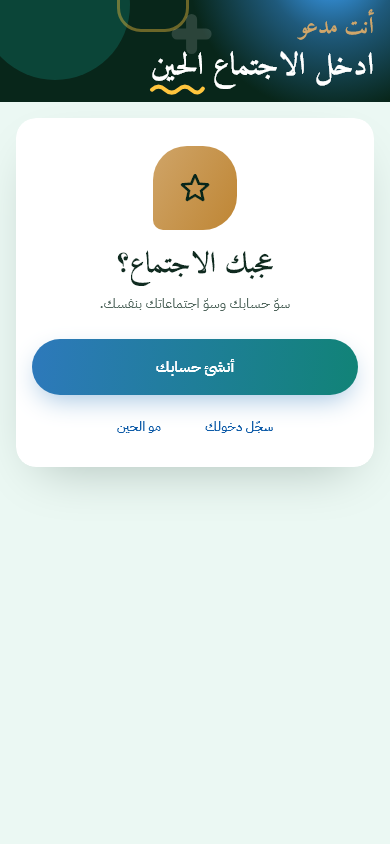 أنت مدعو
ادخل الاجتماع الحين
عجبك الاجتماع؟
سوّ حسابك وسوّ اجتماعاتك بنفسك.
أنشئ حسابك
سجّل دخولك
مو الحين